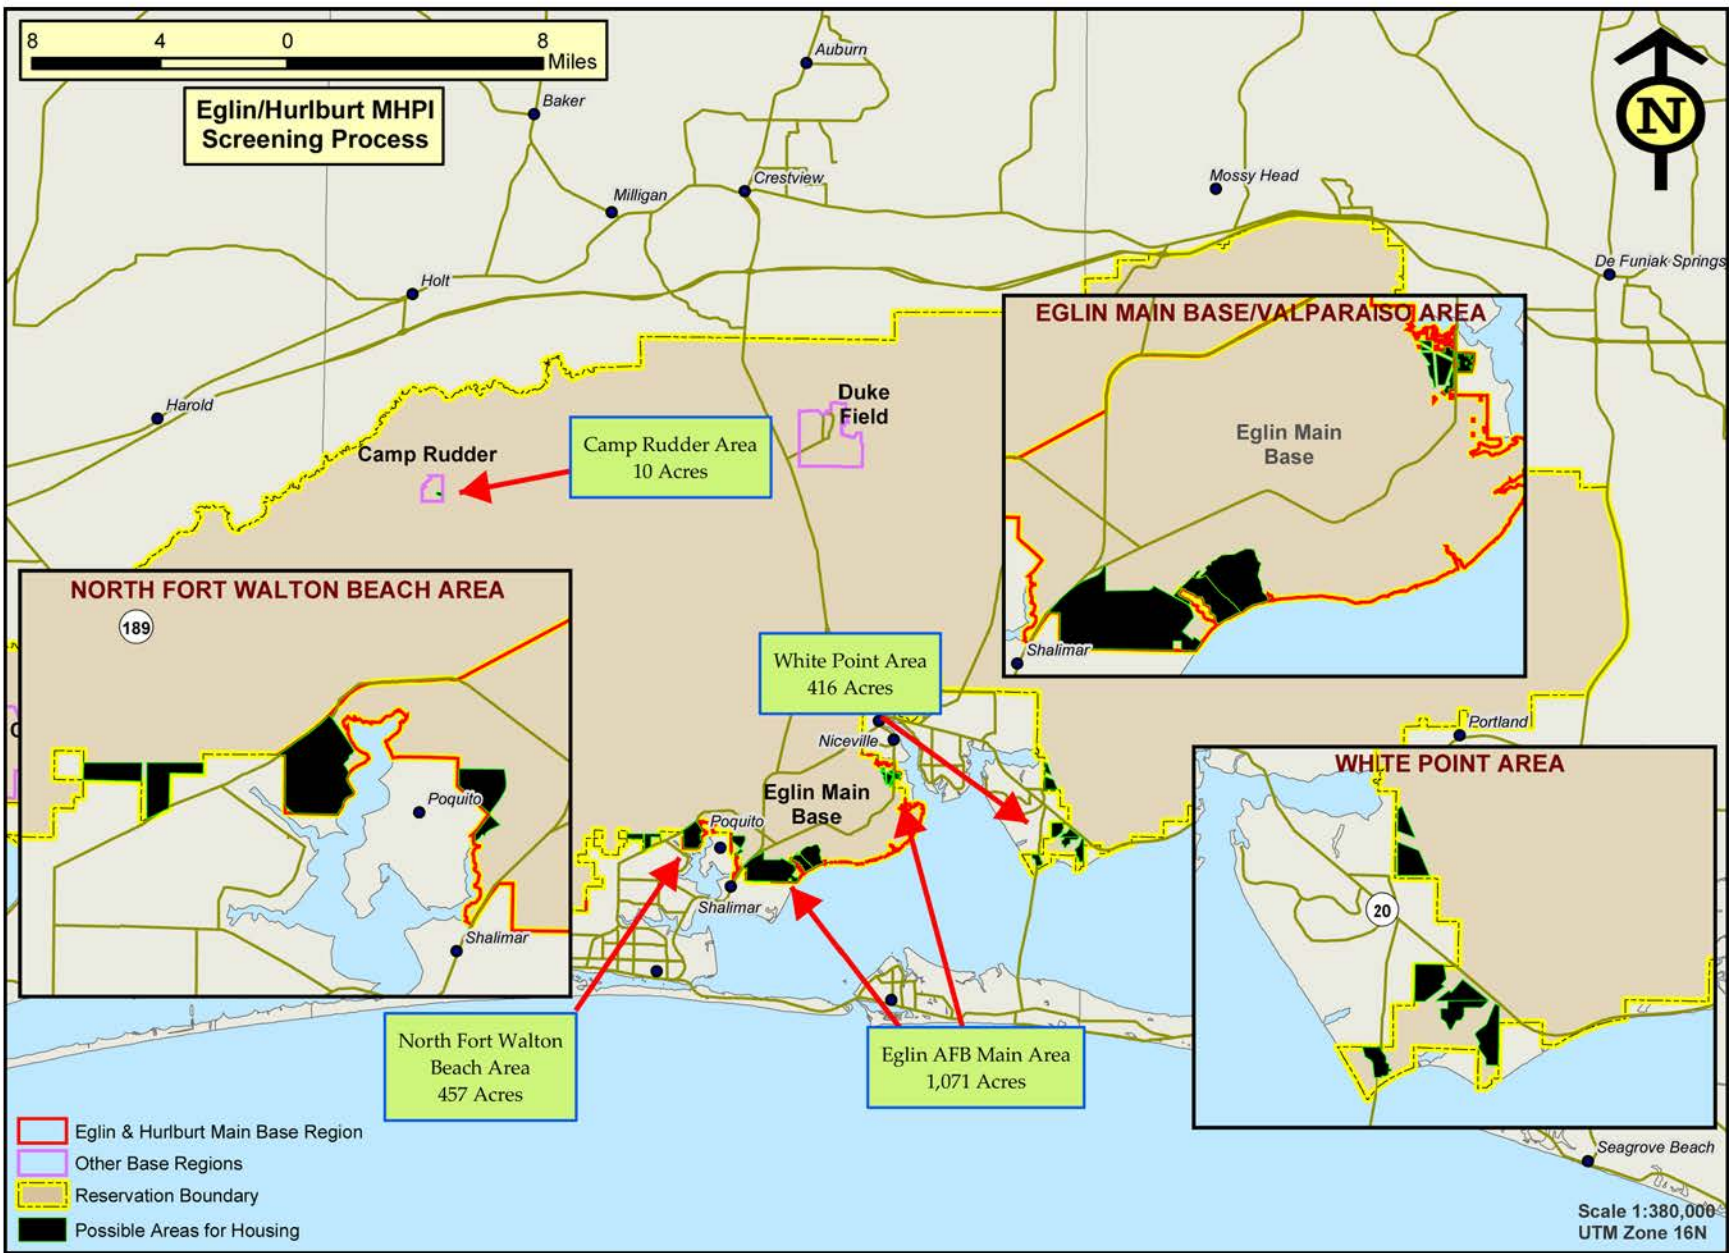 8 4 0 8
Miles
Eglin/Hurlburt MHPI
Screening Process
N
Auburn
Baker
Crestview
Milligan
Mossy Head
Holt
De Funiak Springs
Harold
Camp Rudder
Duke
Field
Camp Rudder Area
10 Acres
EGLIN MAIN BASE/VALPARAISO AREA
Eglin Main
Base
Shalimar
NORTH FORT WALTON BEACH AREA
189
Poquito
Shalimar
White Point Area
416 Acres
Niceville
Eglin Main
Base
Poquito
Shalimar
Portland
WHITE POINT AREA
20
North Fort Walton
Beach Area
457 Acres
Eglin AFB Main Area
1,071 Acres
Eglin & Hurlburt Main Base Region
Other Base Regions
Reservation Boundary
Possible Areas for Housing
Seagrove Beach
Scale 1:380,000
UTM Zone 16N